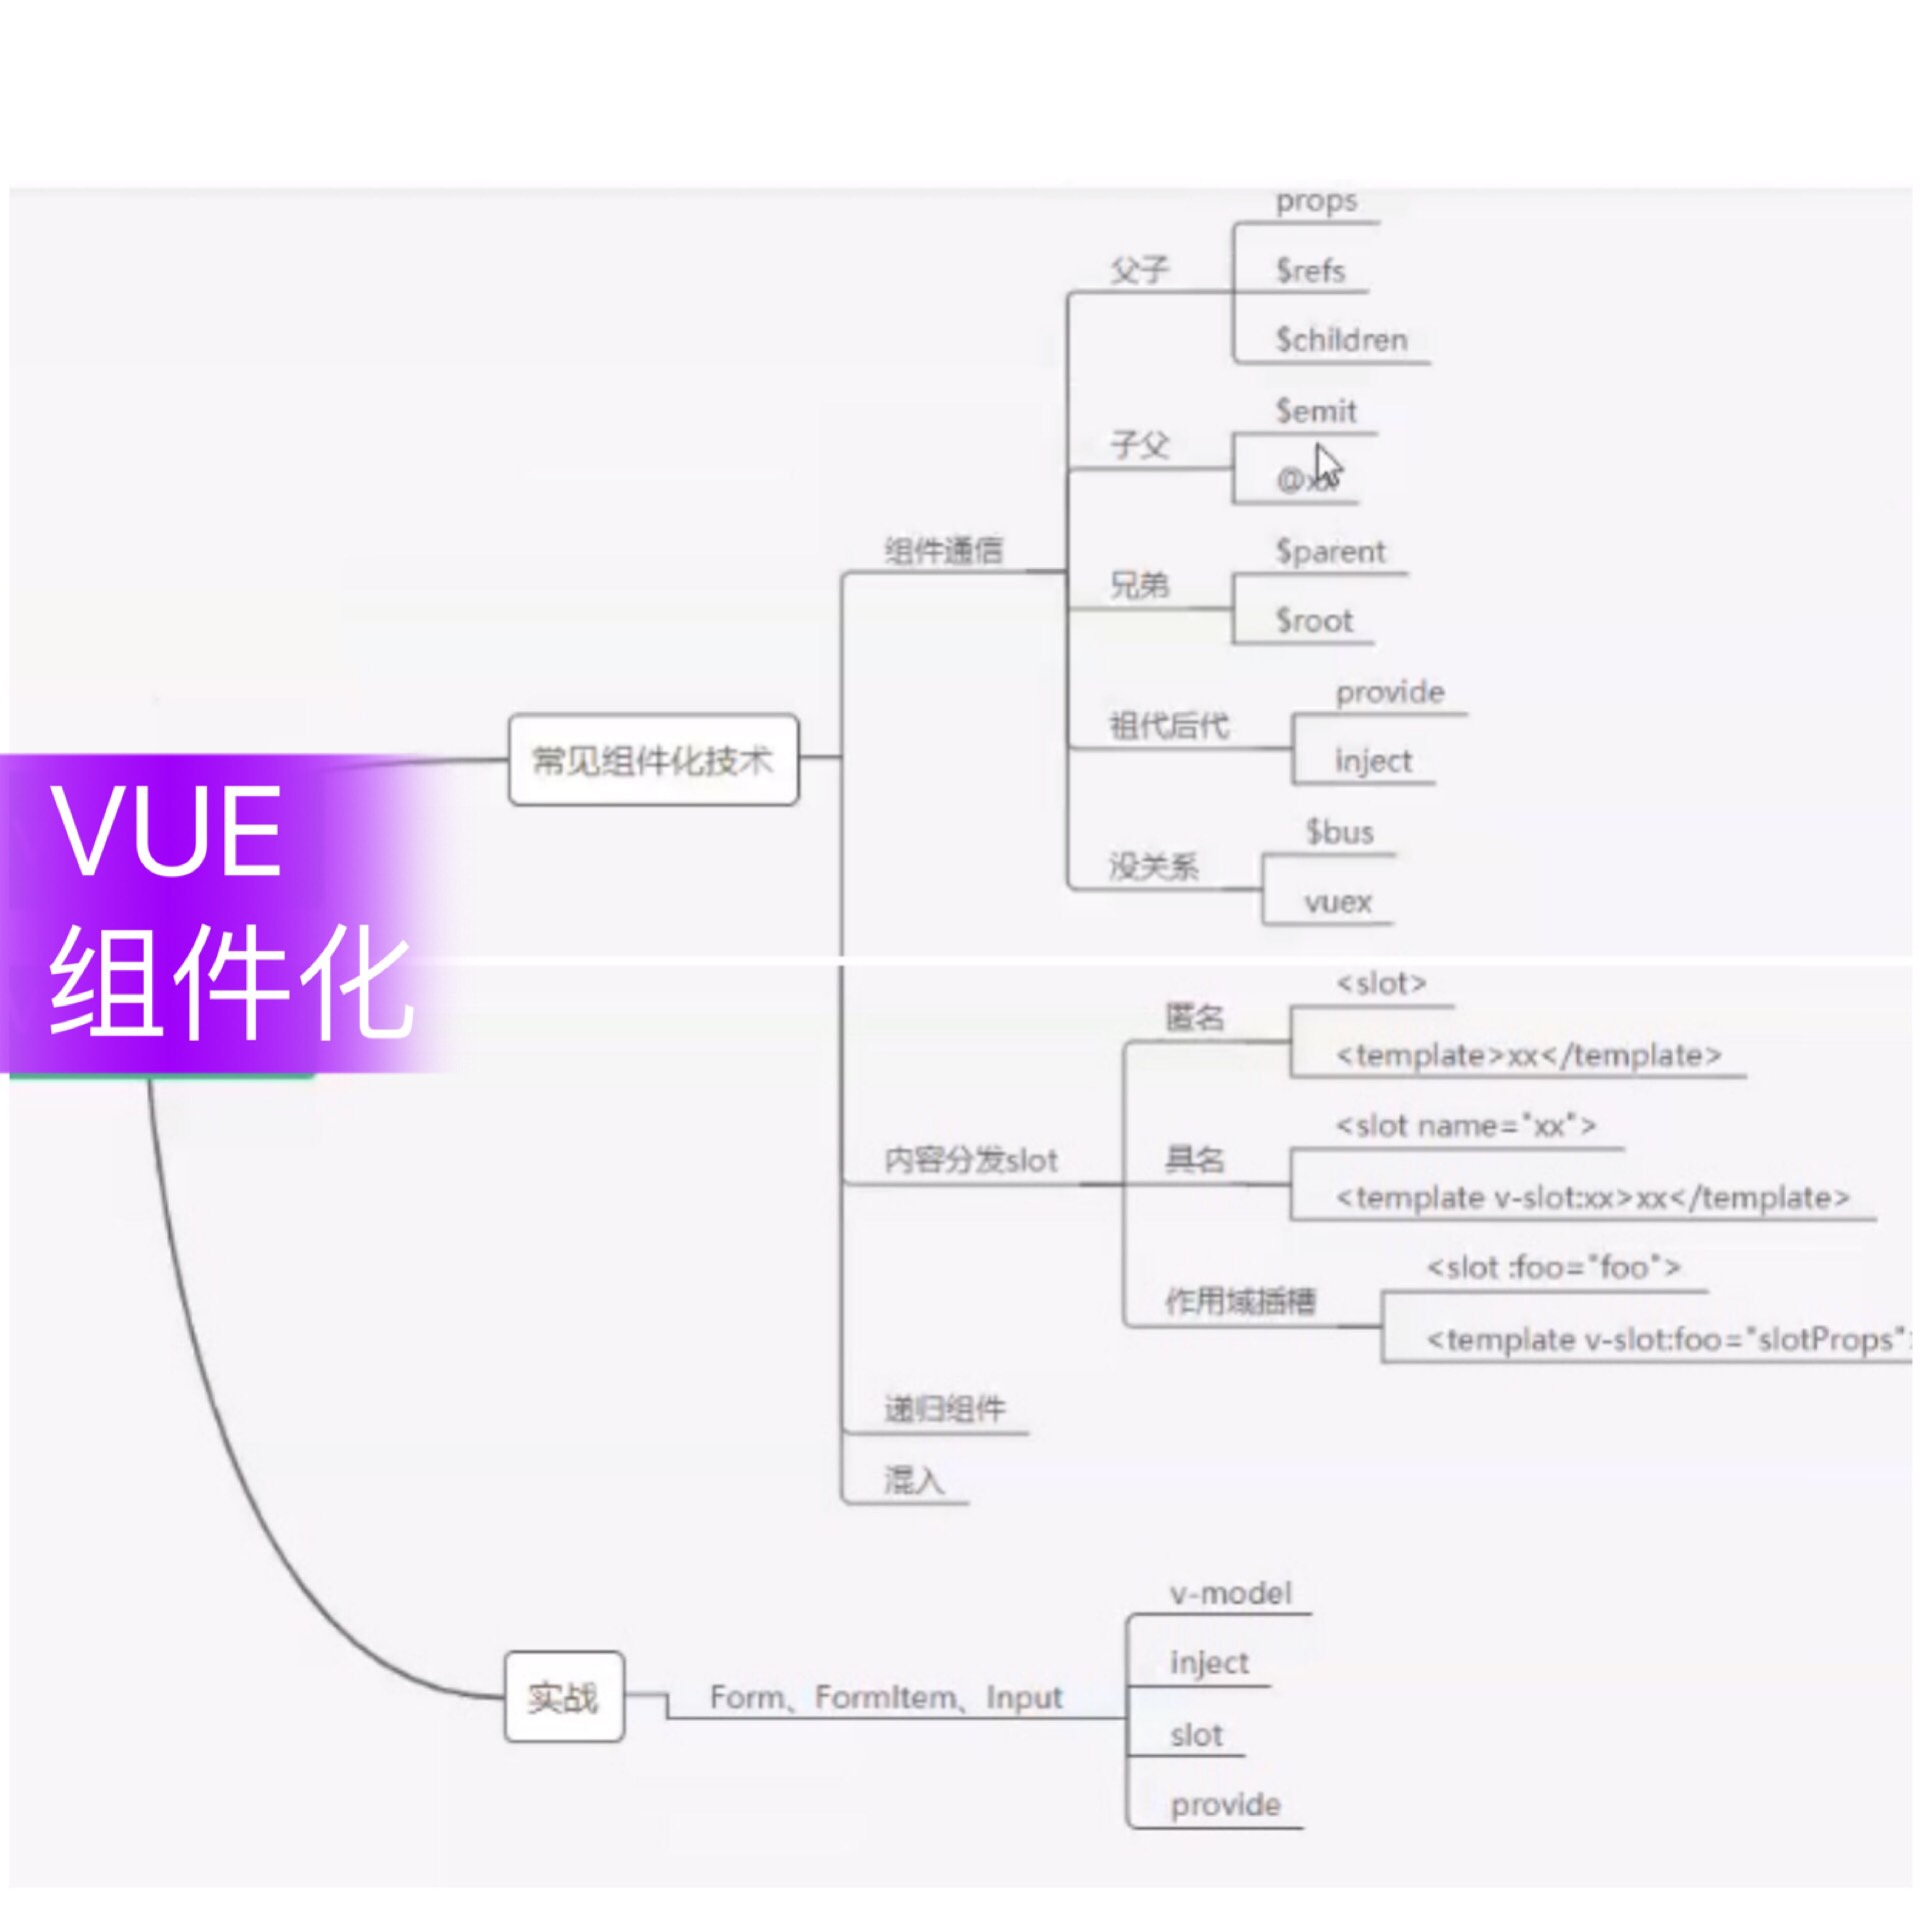 VUE
组件化
常见组件化技术
组件通信
父子
props
$refs
$children
子父
$emit
兄弟
$parent
$root
祖代后代
provide
inject
没关系
$bus
vuex
内容分发slot
匿名
<slot>
<template>xx</template>
具名
<slot name="xx">
<template v-slot:xx>xx</template>
作用域插槽
<slot :foo="foo">
<template v-slot:foo="slotProps"
递归组件
混入
实战
Form、FormItem、Input
v-model
inject
slot
provide